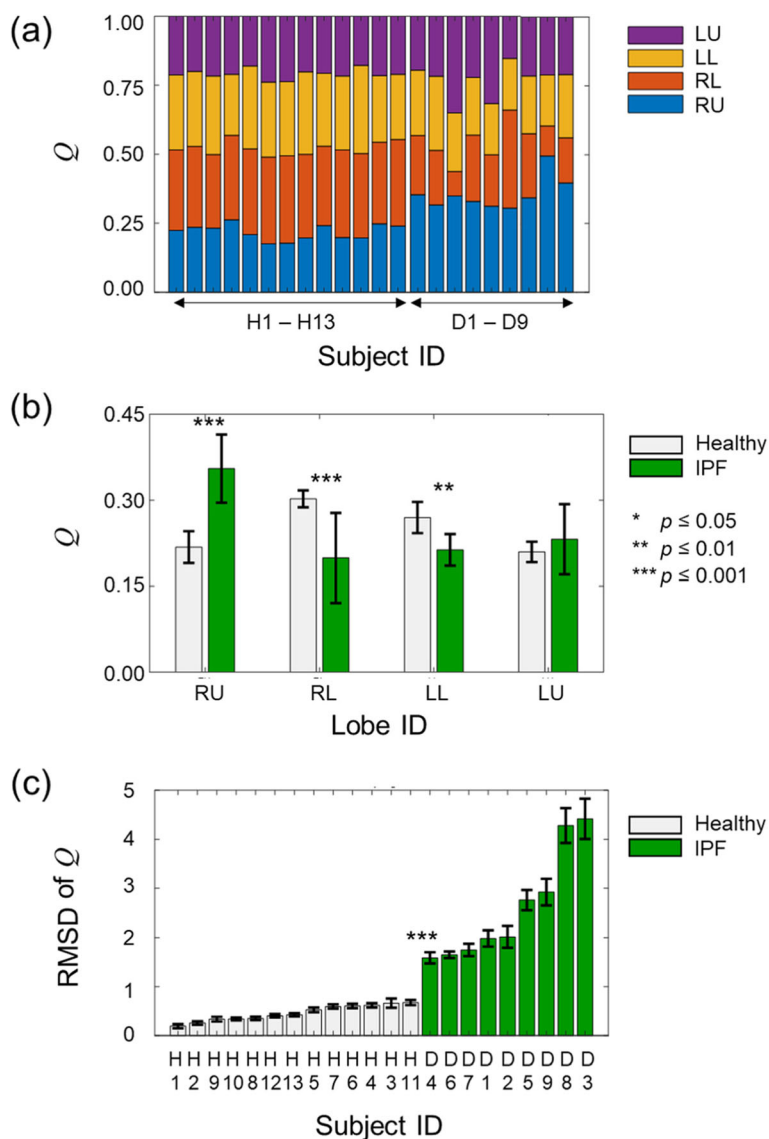 (a)
1.00
0.75
0.50
0.25
0.00
Q
LU
LL
RL
RU
H1 – H13
D1 – D9
Subject ID
(b)
0.45
0.30
0.15
0.00
Q
***
***
**
Healthy
IPF
* p ≤ 0.05
** p ≤ 0.01
*** p ≤ 0.001
RU RL LL LU
Lobe ID
(c)
5
4
3
2
1
0
RMSD of Q
***
Healthy
IPF
H H H H H H H H H H H H H D D D D D D D D D
1 2 9 10 8 12 13 5 7 6 4 3 11 4 6 7 1 2 5 9 8 3
Subject ID